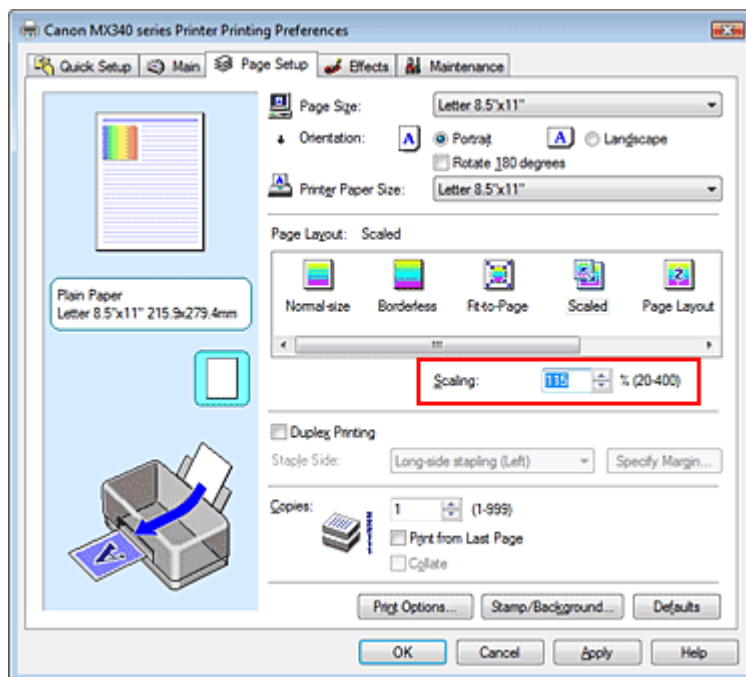 Canon MX340 series Printer Printing Preferences
Quick Setup Main Page Setup Effects Maintenance
Page Size: Letter 8.5"x11"
Orientation: A Portrait A Landscape
Rotate 180 degrees
Printer Paper Size: Letter 8.5"x11"
Page Layout: Scaled
Normal-size Borderless Fit-to-Page Scaled Page Layout
Plain Paper
Letter 8.5"x11" 215.9x279.4mm
Scaling: 115 % (20-400)
Duplex Printing
Staple Side: Long-side stapling (Left) Specify Margin...
Copies: 1 (1-999)
Print from Last Page
Collate
Print Options... Stamp/Background... Defaults
OK Cancel Apply Help